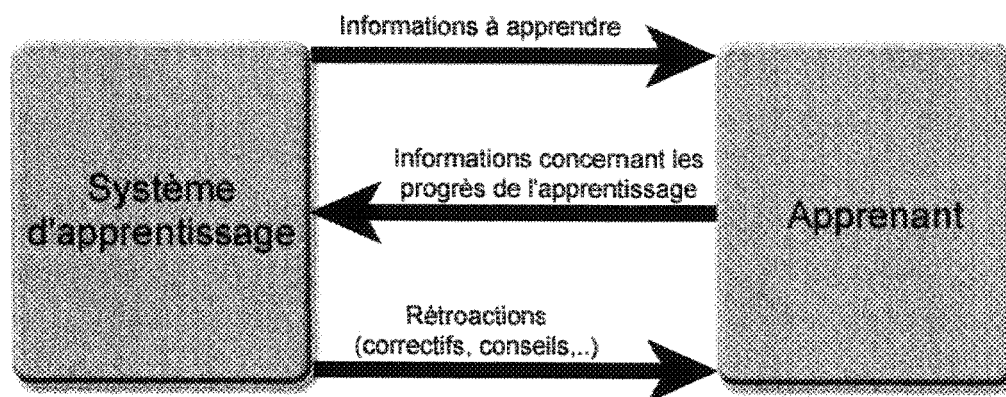 Informations à apprendre
Système
d'apprentissage
Informations concernant les
progrès de l'apprentissage
Apprenant
Rétroactions
(correctifs, conseils,..)